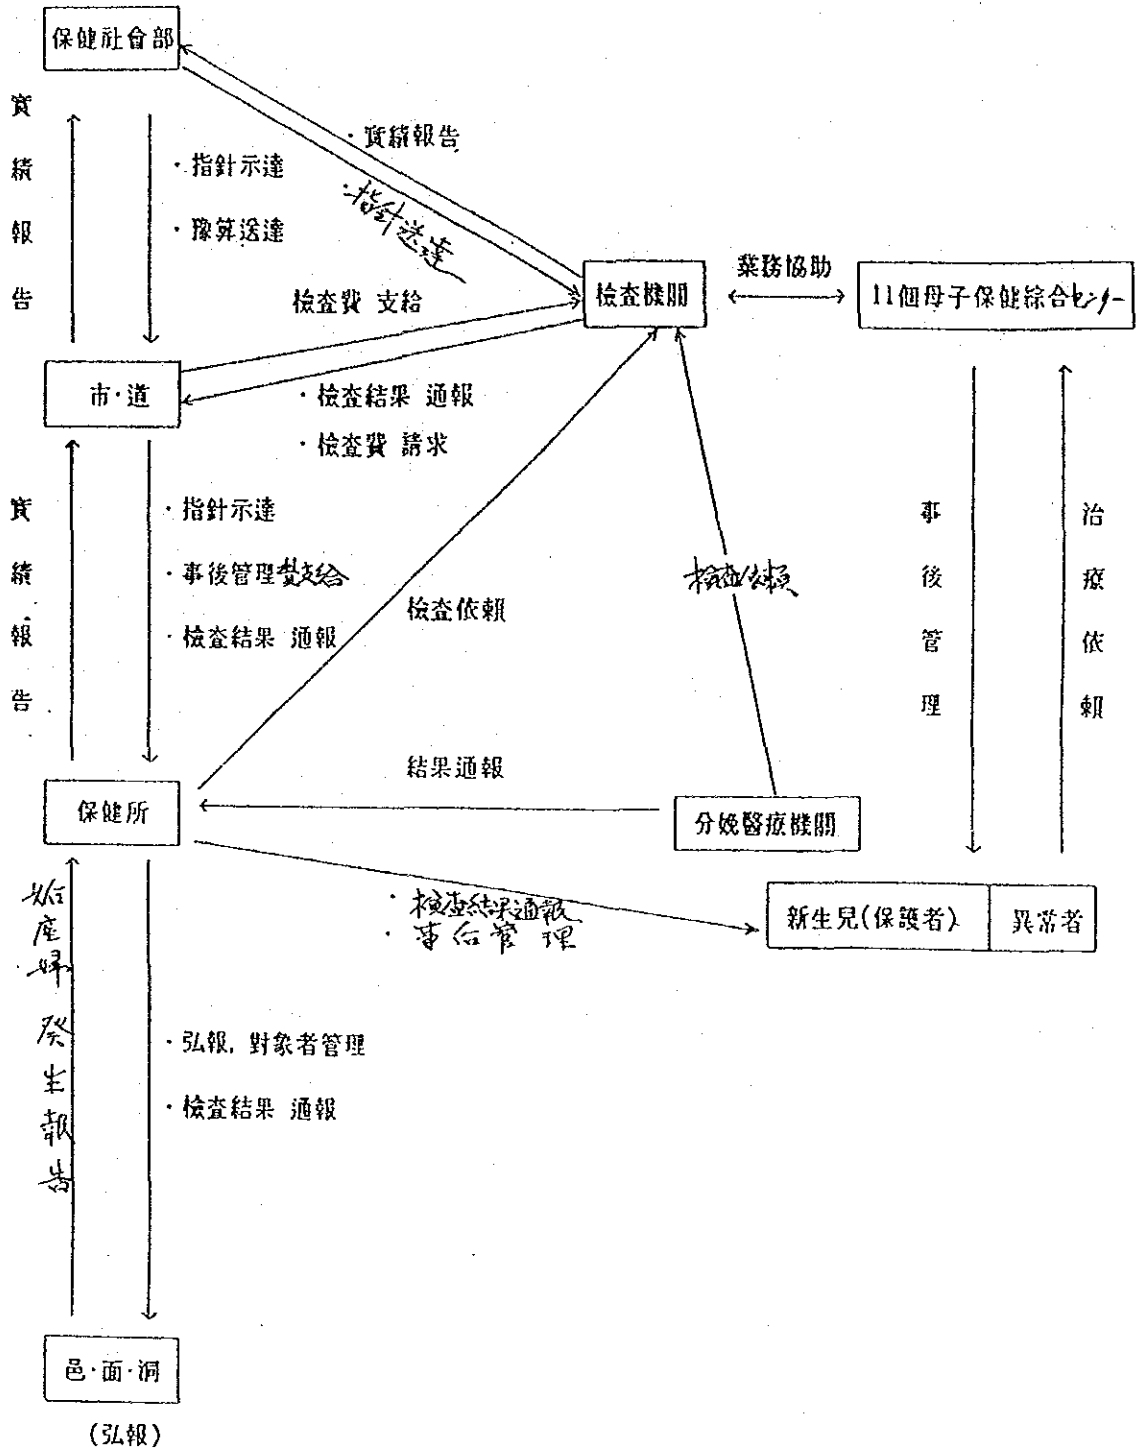 保健社會部
實績報告
・指針示達
・豫算送達
・實績報告
・指針送達
檢査費 支給
檢査機關
業務協助
11個母子保健綜合センター
市・道
・檢査結果 通報
・檢査費 請求
實績報告
・指針示達
・事後管理費支給
・檢査結果 通報
檢査依賴
檢査依頼
事後管理
治療依賴
結果通報
保健所
分娩醫療機關
・檢査結果通報
・事后管理
新生兒(保護者)
異常者
妊産婦 発生報告
・弘報, 對象者管理
・檢査結果 通報
邑・面・洞
(弘報)